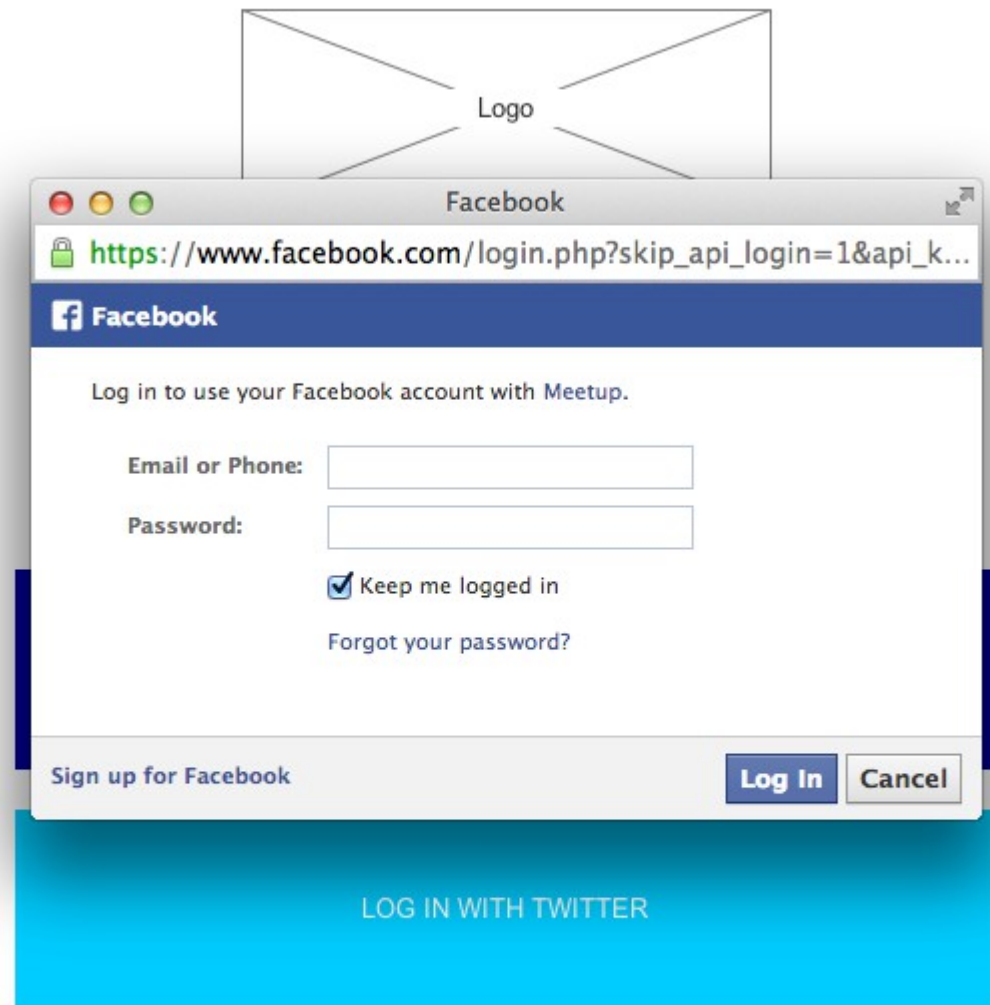 Logo
Facebook
https://www.facebook.com/login.php?skip_api_login=1&api_k...
Facebook
Log in to use your Facebook account with Meetup.
Email or Phone:
Password:
Keep me logged in
Forgot your password?
Sign up for Facebook
Log In
Cancel
LOG IN WITH TWITTER